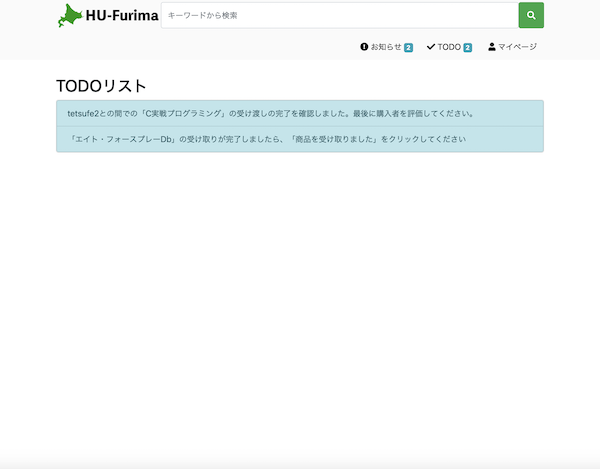 HU-Furima キーワードから検索
お知らせ 2 TODO 2 マイページ
TODOリスト
tetsufe2との間での「C実戦プログラミング」の受け渡しの完了を確認しました。最後に購入者を評価してください。
「エイト・フォースプレーDb」の受け取りが完了しましたら、「商品を受け取りました」をクリックしてください